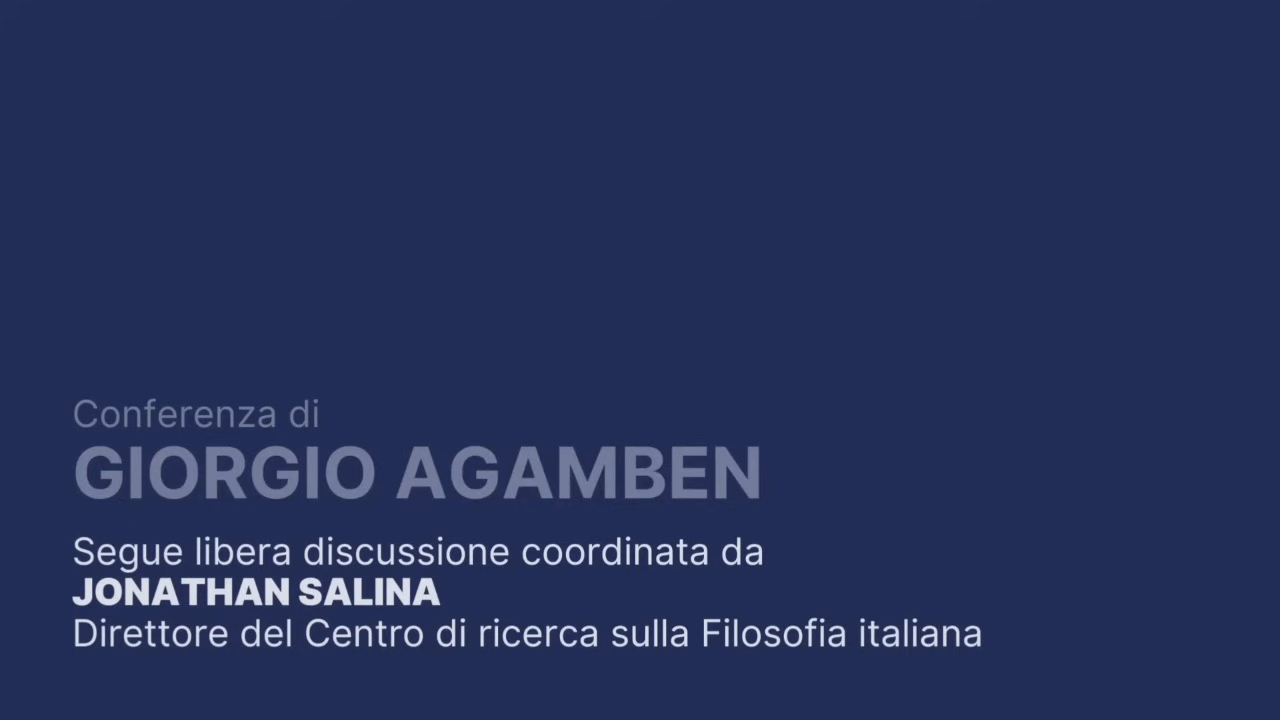 Conferenza di
GIORGIO AGAMBEN
Segue libera discussione coordinata da
JONATHAN SALINA
Direttore del Centro di ricerca sulla Filosofia italiana